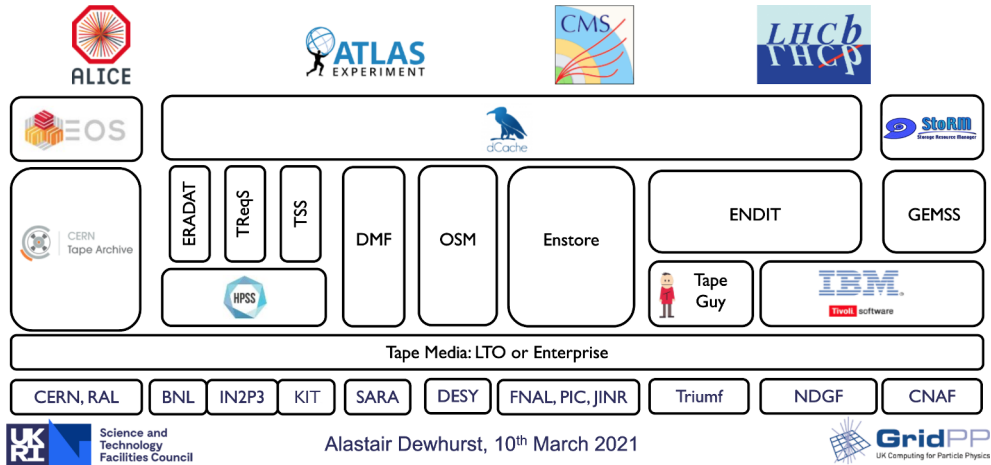 ALICE
ATLAS
EXPERIMENT
CMS
LHCb
LHCb
EOS
dCache
StoRM
Storage Resource Manager
CERN
Tape Archive
ERADAT
TReqS
TSS
DMF
OSM
Enstore
ENDIT
GEMSS
HPSS
Tape
Guy
IBM®
Tivoli software
Tape Media: LTO or Enterprise
CERN, RAL
BNL
IN2P3
KIT
SARA
DESY
FNAL, PIC, JINR
Triumf
NDGF
CNAF
UK
RI
Science and
Technology
Facilities Council
Alastair Dewhurst, 10th March 2021
GridPP
UK Computing for Particle Physics